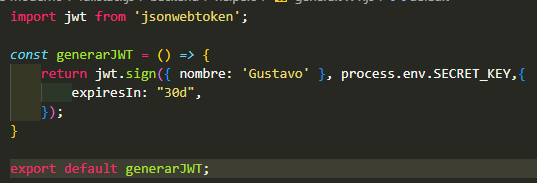 import jwt from 'jsonwebtoken';
const generarJWT = () => {
return jwt.sign({ nombre: 'Gustavo' }, process.env.SECRET_KEY,{
expiresIn: "30d",
});
}
export default generarJWT;